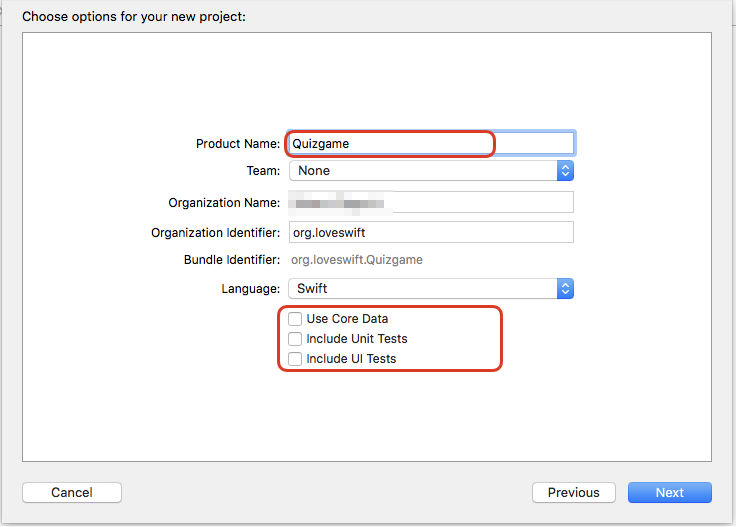 Choose options for your new project:
Product Name: Quizgame
Team: None
Organization Name:
Organization Identifier: org.loveswift
Bundle Identifier: org.loveswift.Quizgame
Language: Swift
Use Core Data
Include Unit Tests
Include UI Tests
Cancel Previous Next